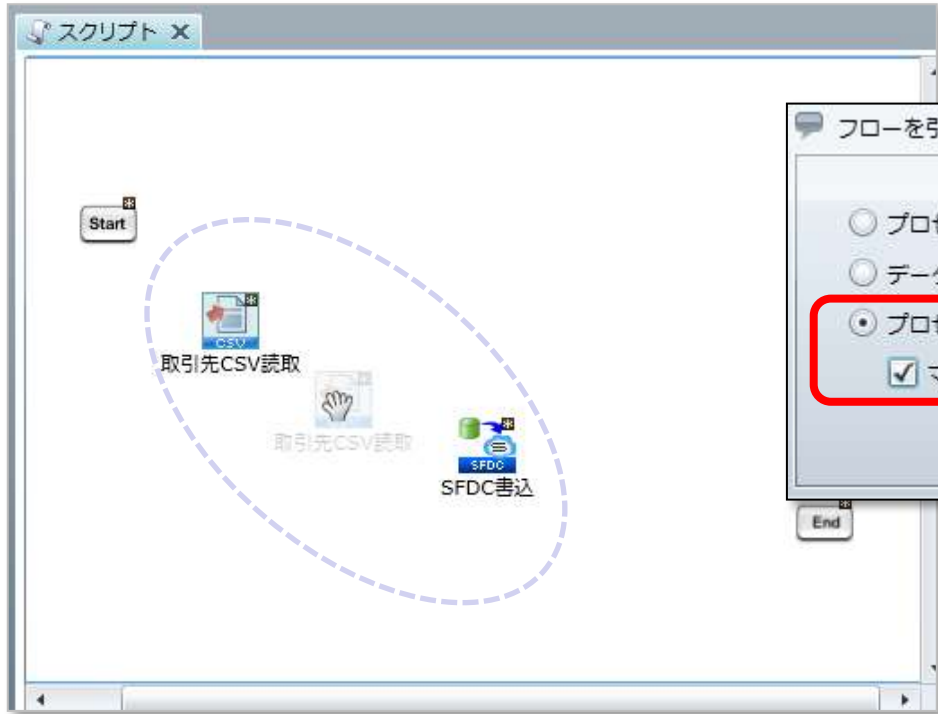 スクリプト
フローを引
Start
プロセ
データ
CSV
取引先CSV読取
プロセ
マ
取引先CSV読取
SFDC
SFDC書込
End